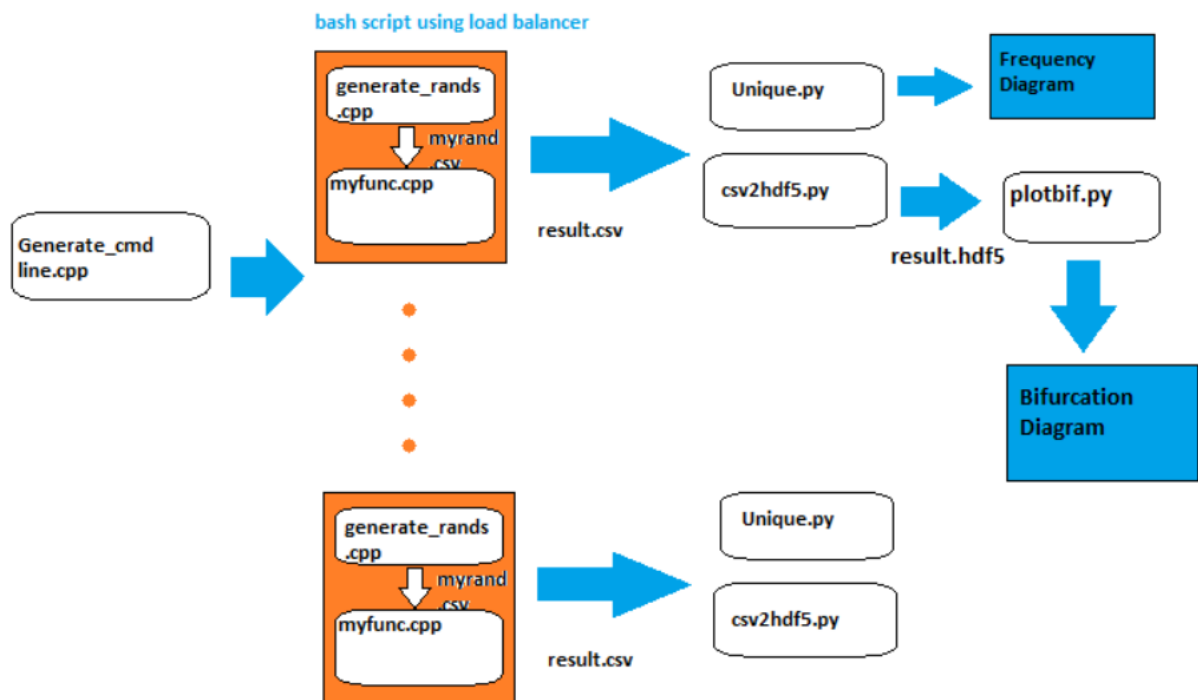 bash script using load balancer
generate_rands
.cpp
myrand
.csv
myfunc.cpp
Generate_cmd
line.cpp
result.csv
Unique.py
Frequency
Diagram
csv2hdf5.py
result.hdf5
plotbif.py
Bifurcation
Diagram
generate_rands
.cpp
myrand
.csv
myfunc.cpp
result.csv
Unique.py
csv2hdf5.py